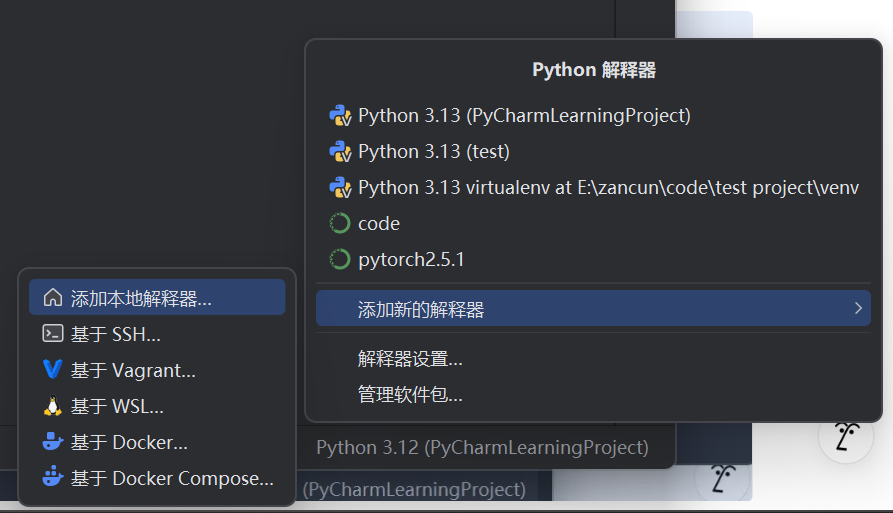 Python 解释器
Python 3.13 (PyCharmLearningProject)
Python 3.13 (test)
Python 3.13 virtualenv at E:\zancun\code\test project\venv
code
pytorch2.5.1
添加新的解释器
解释器设置...
管理软件包...
添加本地解释器...
基于 SSH...
基于 Vagrant...
基于 WSL...
基于 Docker...
基于 Docker Compose...
Python 3.12 (PyCharmLearningProject)
(PyCharmLearningProject)